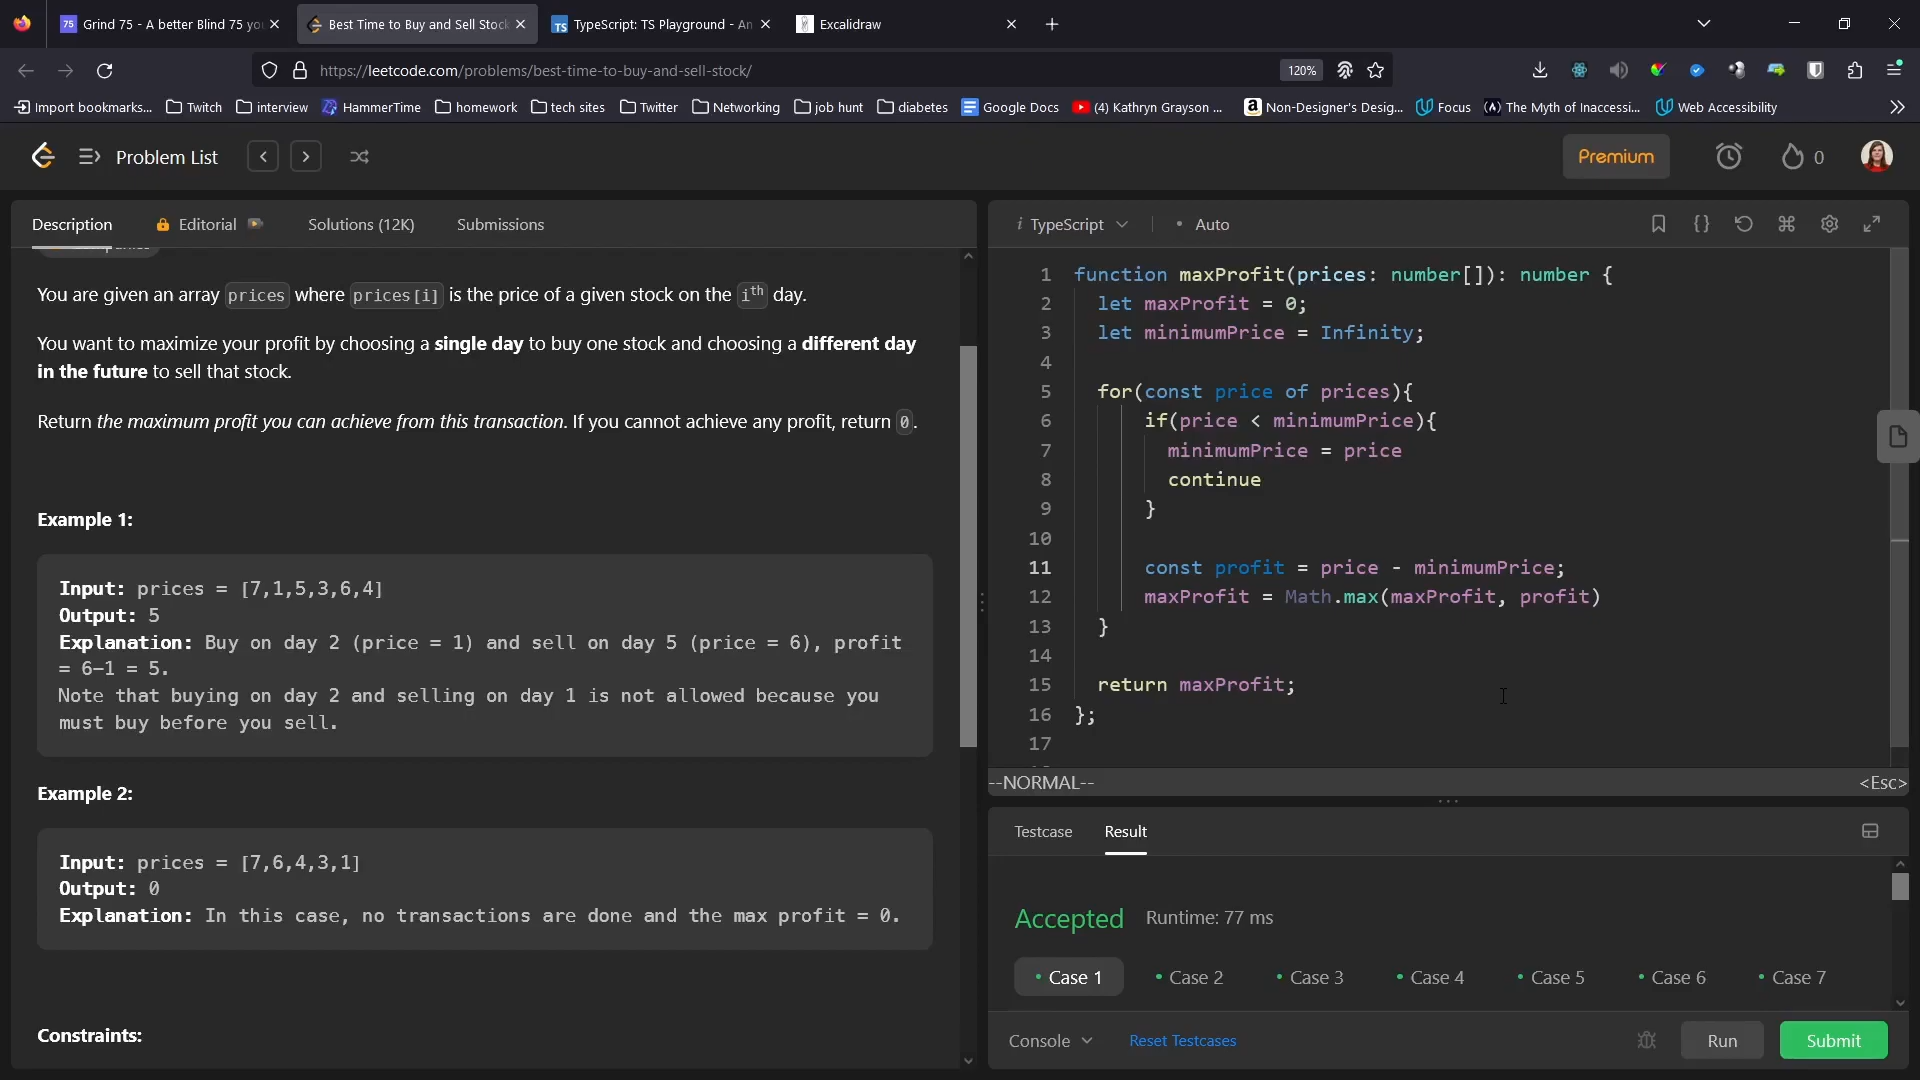 75 Grind 75 - A better Blind 75 yo
Best Time to Buy and Sell Stock
TS TypeScript: TS Playground - An
Excalidraw
https://leetcode.com/problems/best-time-to-buy-and-sell-stock/
120%
Import bookmarks...
Twitch
interview
HammerTime
homework
tech sites
Twitter
Networking
job hunt
diabetes
Google Docs
(4) Kathryn Grayson ...
Non-Designer's Desig...
Focus
The Myth of Inaccessi...
Web Accessibility
Problem List
Premium
0
Description
Editorial
Solutions (12K)
Submissions
You are given an array prices where prices[i] is the price of a given stock on the ith day.
You want to maximize your profit by choosing a single day to buy one stock and choosing a different day
in the future to sell that stock.
Return the maximum profit you can achieve from this transaction. If you cannot achieve any profit, return 0.
Example 1:
Input: prices = [7,1,5,3,6,4]
Output: 5
Explanation: Buy on day 2 (price = 1) and sell on day 5 (price = 6), profit
= 6-1 = 5.
Note that buying on day 2 and selling on day 1 is not allowed because you
must buy before you sell.
Example 2:
Input: prices = [7,6,4,3,1]
Output: 0
Explanation: In this case, no transactions are done and the max profit = 0.
Constraints:
i TypeScript
• Auto
1 function maxProfit(prices: number[]): number {
2 let maxProfit = 0;
3 let minimumPrice = Infinity;
4
5 for(const price of prices){
6 if(price < minimumPrice){
7 minimumPrice = price
8 continue
9 }
10
11 const profit = price - minimumPrice;
12 maxProfit = Math.max(maxProfit, profit)
13 }
14
15 return maxProfit;
16 };
17
--NORMAL--
<Esc>
Testcase
Result
Accepted
Runtime: 77 ms
• Case 1
• Case 2
• Case 3
• Case 4
• Case 5
• Case 6
• Case 7
Console
Reset Testcases
Run
Submit